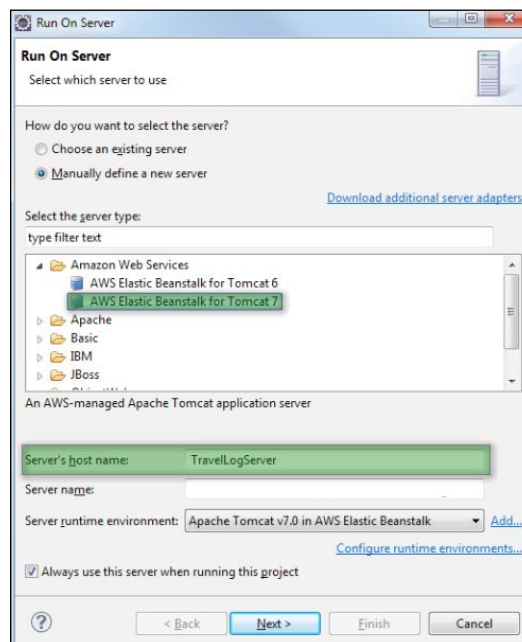 Run On Server
Run On Server
Select which server to use
How do you want to select the server?
Choose an existing server
Manually define a new server
Download additional server adapters
Select the server type:
type filter text
Amazon Web Services
AWS Elastic Beanstalk for Tomcat 6
AWS Elastic Beanstalk for Tomcat 7
Apache
Basic
IBM
JBoss
An AWS-managed Apache Tomcat application server
Server's host name: TravelLogServer
Server name:
Server runtime environment: Apache Tomcat v7.0 in AWS Elastic Beanstalk Add...
Configure runtime environments...
Always use this server when running this project
? < Back Next > Finish Cancel